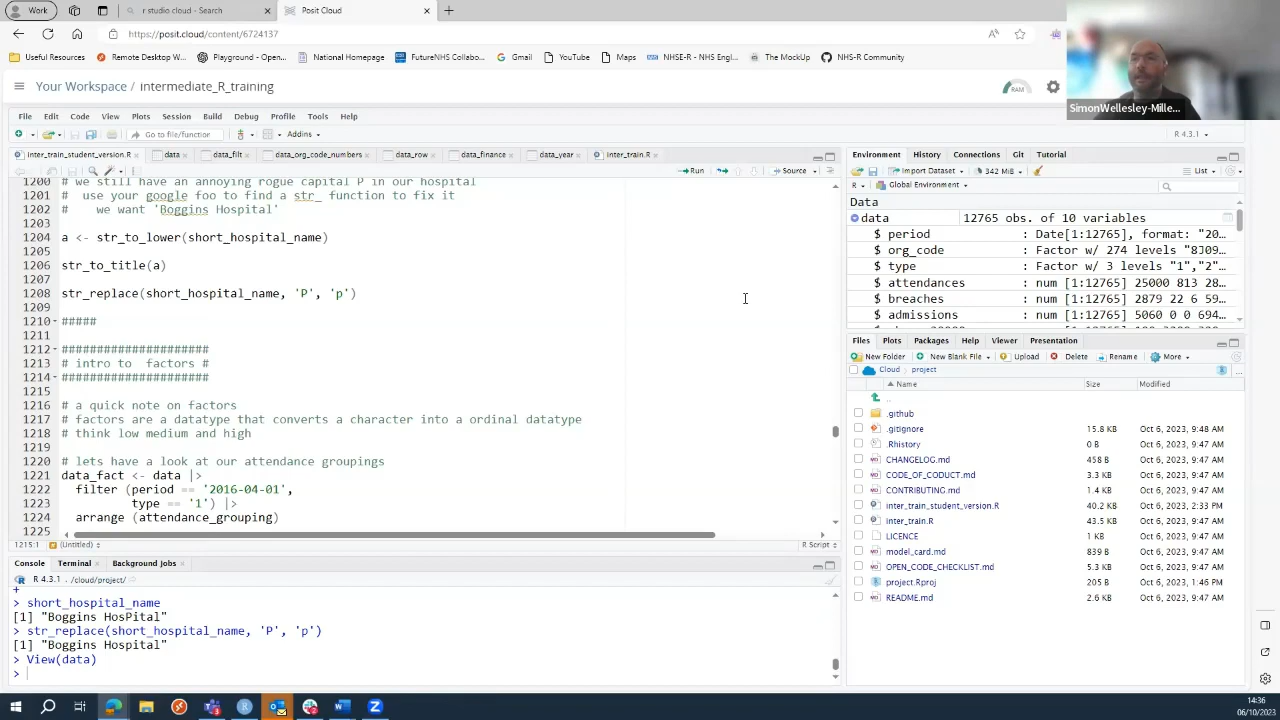 Work
r studio cloud - Search
Posit Cloud
https://posit.cloud/content/6724137
Useful Resources
Remote Desktop W...
Playground - Open...
National Homepage
FutureNHS Collabo...
Gmail
YouTube
Maps
NHSE-R - NHS Engl...
The MockUp
NHS-R Community
SimonWellesley-Mille...
Your Workspace / intermediate_R_training
RAM
File Edit Code View Plots Session Build Debug Profile Tools Help
Go to file/function
Addins
R 4.3.1
inter_train_student_version.R
data
data_filt
data_org_code_numbers
data_row
data_finance
data_year
inter_train.R
Run
Source
1200 # we still have an annoying rogue capital P in our hospital
1201 # use your google foo to find a str_ function to fix it
1202 # we want 'Boggins Hospital'
1203
1204 a <- str_to_lower(short_hospital_name)
1205
1206 str_to_title(a)
1207
1208 str_replace(short_hospital_name, 'P', 'p')
1209
1210 #####
1211
1212 #####################
1213 # intro to factors #
1214 #####################
1215
1216 # a quick note on factors
1217 # factors are a datatype that converts a character into a ordinal datatype
1218 # think low medium and high
1219
1220 # lets have a look at our attendance groupings
1221 data_fact <- data |>
1222 filter (period == '2016-04-01',
1223 type == '1') |>
1224 arrange (attendance_grouping)
1225
1215:1 (Untitled)
R Script
Console Terminal Background Jobs
R 4.3.1 . /cloud/project/
+
> short_hospital_name
[1] "Boggins HosPital"
> str_replace(short_hospital_name, 'P', 'p')
[1] "Boggins Hospital"
> View(data)
>
Environment History Connections Git Tutorial
Import Dataset
342 MiB
List
R
Global Environment
Data
data 12765 obs. of 10 variables
$ period : Date[1:12765], format: "20…
$ org_code : Factor w/ 274 levels "8J09…
$ type : Factor w/ 3 levels "1","2"…
$ attendances : num [1:12765] 25000 813 28…
$ breaches : num [1:12765] 2879 22 6 59…
$ admissions : num [1:12765] 5060 0 0 694…
Files Plots Packages Help Viewer Presentation
New Folder New Blank File Upload Delete Rename More
Cloud project
Name Size Modified
..
.github
.gitignore 15.8 KB Oct 6, 2023, 9:48 AM
.Rhistory 0 B Oct 6, 2023, 9:47 AM
CHANGELOG.md 458 B Oct 6, 2023, 9:47 AM
CODE_OF_CODUCT.md 3.3 KB Oct 6, 2023, 9:47 AM
CONTRIBUTING.md 1.4 KB Oct 6, 2023, 9:47 AM
inter_train_student_version.R 40.2 KB Oct 6, 2023, 2:33 PM
inter_train.R 43.5 KB Oct 6, 2023, 9:47 AM
LICENCE 1 KB Oct 6, 2023, 9:47 AM
model_card.md 839 B Oct 6, 2023, 9:47 AM
OPEN_CODE_CHECKLIST.md 5.3 KB Oct 6, 2023, 9:47 AM
project.Rproj 205 B Oct 6, 2023, 1:46 PM
README.md 2.6 KB Oct 6, 2023, 9:47 AM
14:36
06/10/2023